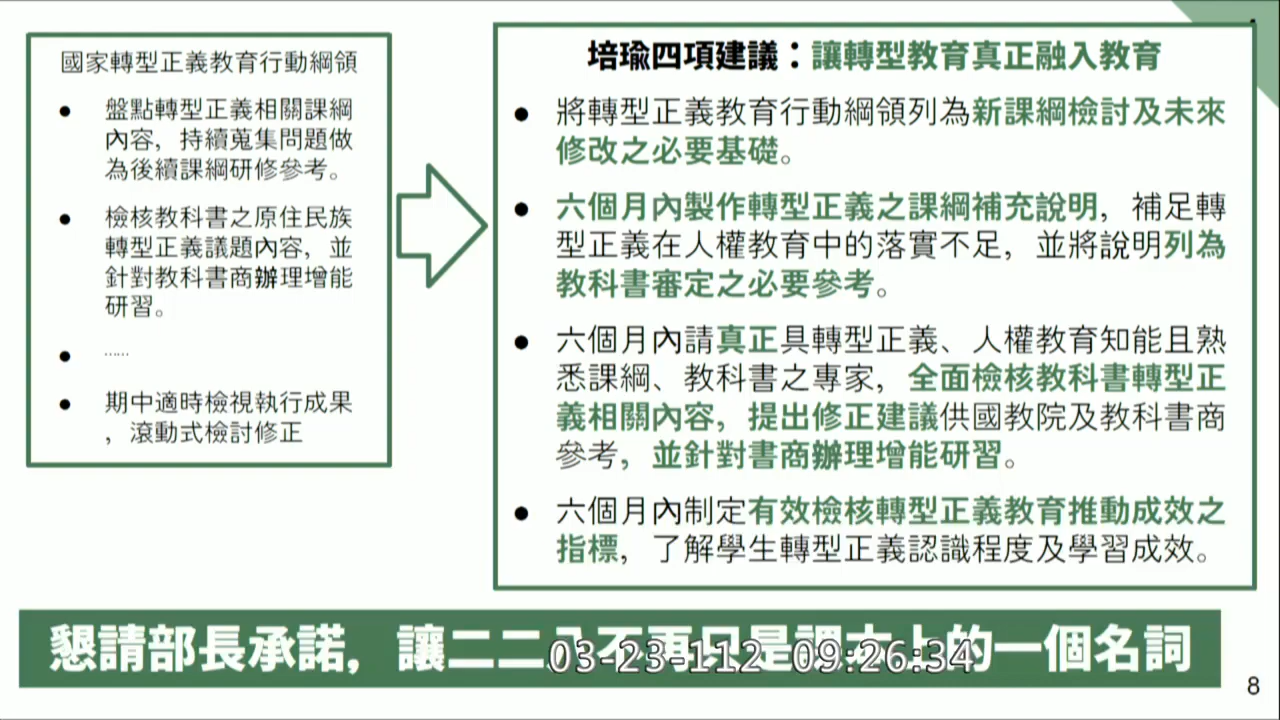 國家轉型正義教育行動綱領
● 盤點轉型正義相關課綱
內容，持續蒐集問題做
為後續課綱研修參考。
● 檢核教科書之原住民族
轉型正義議題內容，並
針對教科書商辦理增能
研習。
● ……
● 期中適時檢視執行成果
，滾動式檢討修正
培瑜四項建議：讓轉型教育真正融入教育
● 將轉型正義教育行動綱領列為新課綱檢討及未來
修改之必要基礎。
● 六個月內製作轉型正義之課綱補充說明，補足轉
型正義在人權教育中的落實不足，並將說明列為
教科書審定之必要參考。
● 六個月內請真正具轉型正義、人權教育知能且熟
悉課綱、教科書之專家，全面檢核教科書轉型正
義相關內容，提出修正建議供國教院及教科書商
參考，並針對書商辦理增能研習。
● 六個月內制定有效檢核轉型正義教育推動成效之
指標，了解學生轉型正義認識程度及學習成效。
懇請部長承諾，讓二二八不再只是課本上的一個名詞
03-23-112 09:26:34
8